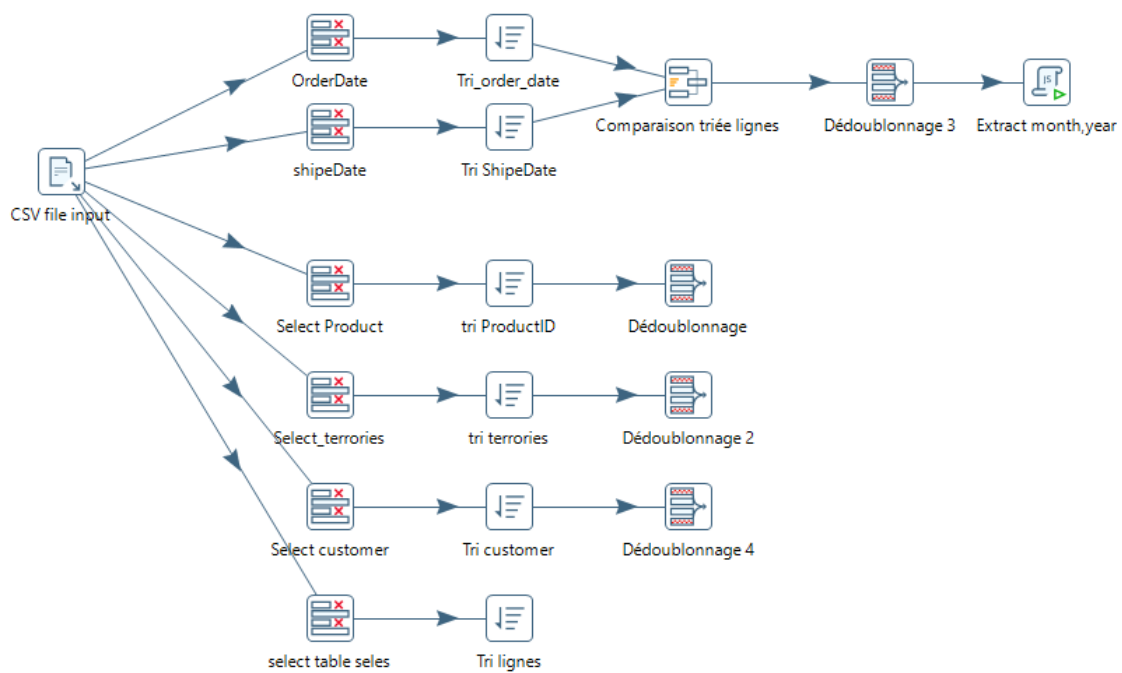 OrderDate
Tri_order_date
Comparaison triée lignes
Dédoublonnage 3
JS
Extract month,year
shipeDate
Tri ShipeDate
CSV file input
Select Product
tri ProductID
Dédoublonnage
Select_terrories
tri terrories
Dédoublonnage 2
Select customer
Tri customer
Dédoublonnage 4
select table seles
Tri lignes